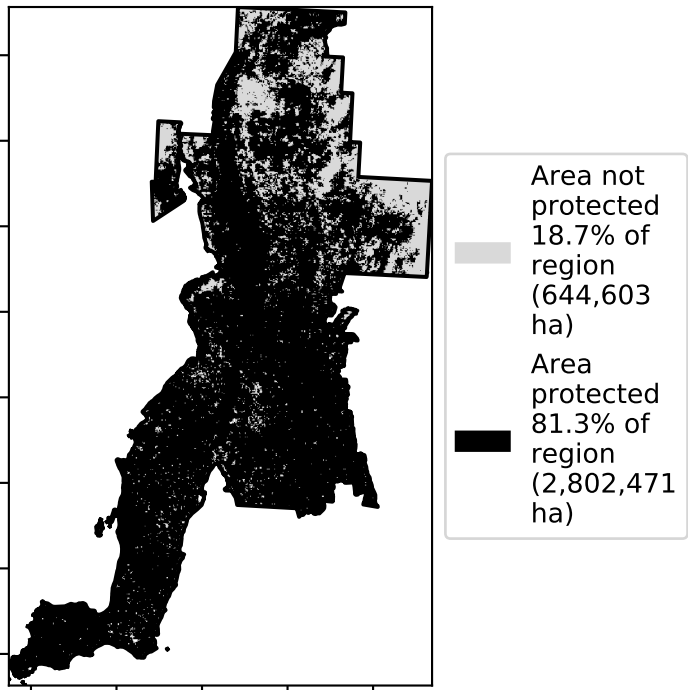 Area not
protected
18.7% of
region
(644,603
ha)
Area
protected
81.3% of
region
(2,802,471
ha)